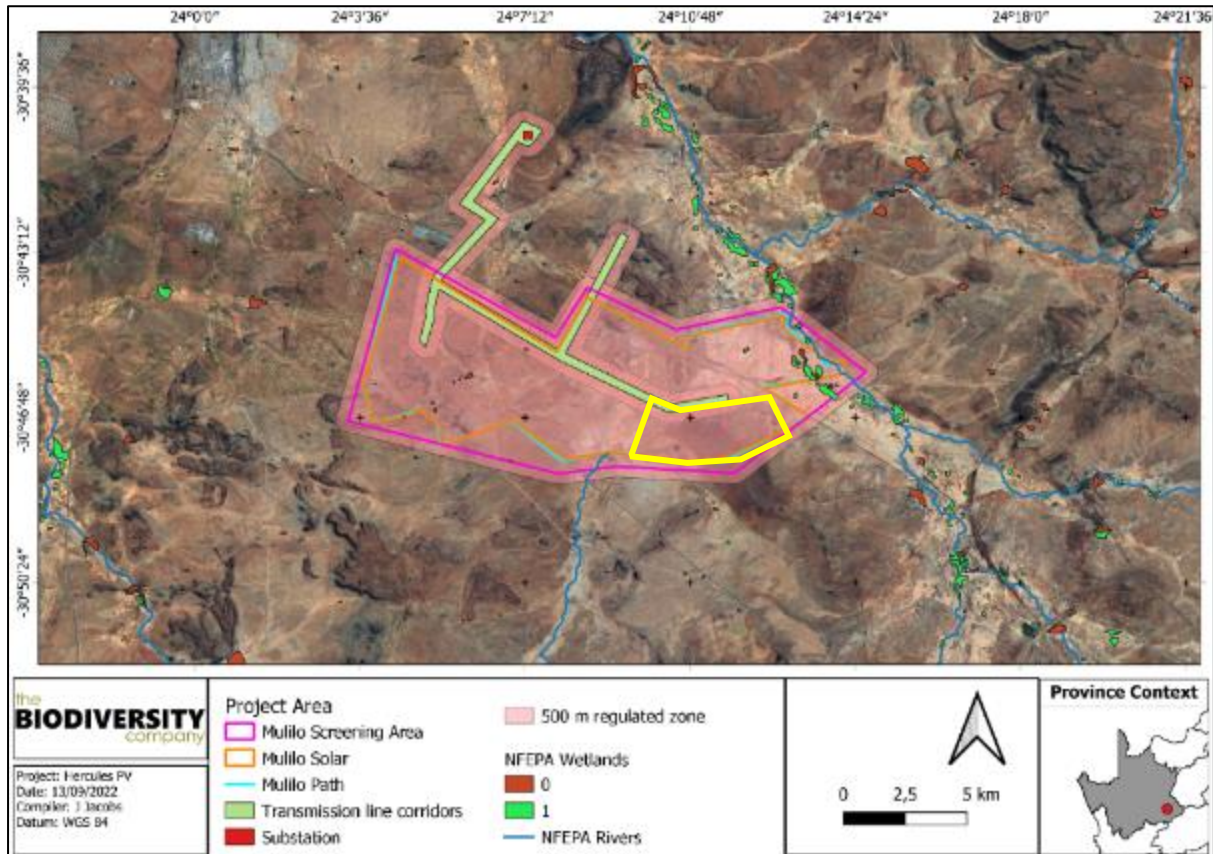 24°0'0" 24°3'36" 24°7'12" 24°10'48" 24°14'24" 24°18'0" 24°21'36"
-30°39'36"
-30°43'12"
-30°46'48"
-30°50'24"
the
BIODIVERSITY
company
Project: Hercules PV
Date: 13/09/2022
Compiler: J Jacobs
Datum: WGS 84
Project Area
Mulilo Screening Area
Mulilo Solar
Mulilo Path
Transmission line corridors
Substation
500 m regulated zone
NFEPA Wetlands
0
1
NFEPA Rivers
0 2,5 5 km
Province Context